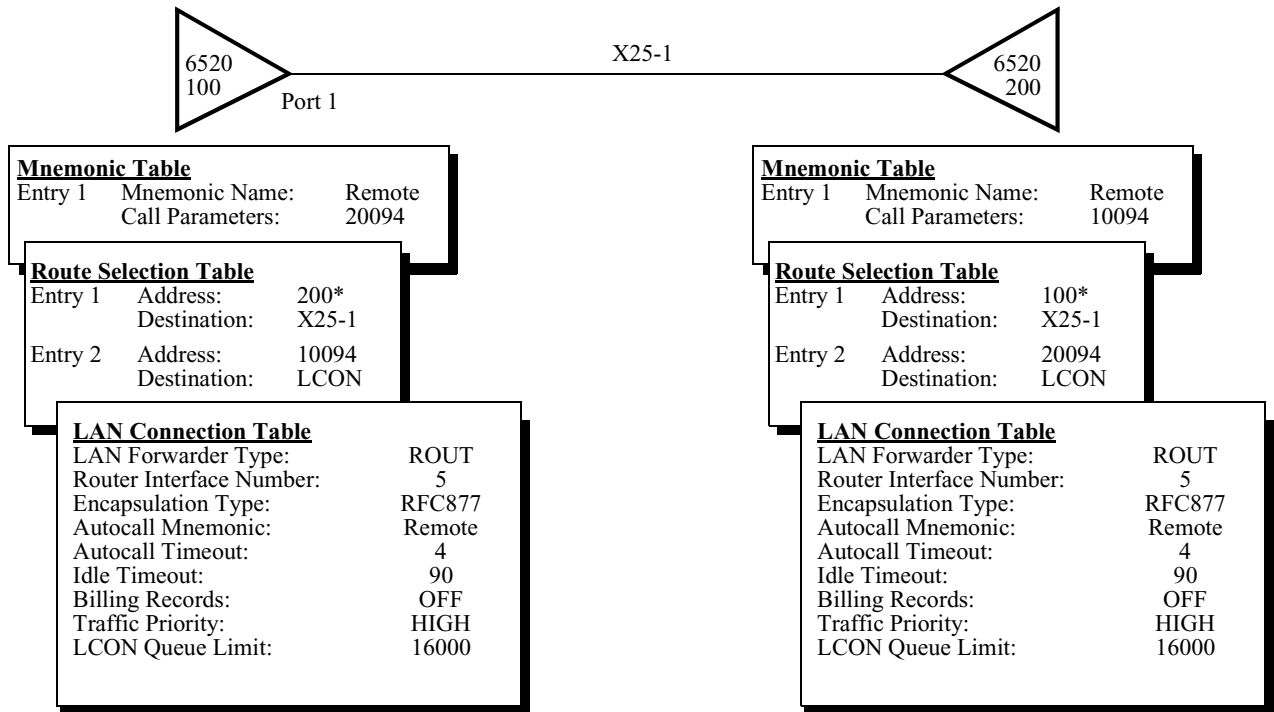 6520
100
Port 1
X25-1
6520
200
Mnemonic Table
Entry 1 Mnemonic Name: Remote
Call Parameters: 20094
Route Selection Table
Entry 1 Address: 200*
Destination: X25-1
Entry 2 Address: 10094
Destination: LCON
LAN Connection Table
LAN Forwarder Type: ROUT
Router Interface Number: 5
Encapsulation Type: RFC877
Autocall Mnemonic: Remote
Autocall Timeout: 4
Idle Timeout: 90
Billing Records: OFF
Traffic Priority: HIGH
LCON Queue Limit: 16000
Mnemonic Table
Entry 1 Mnemonic Name: Remote
Call Parameters: 10094
Route Selection Table
Entry 1 Address: 100*
Destination: X25-1
Entry 2 Address: 20094
Destination: LCON
LAN Connection Table
LAN Forwarder Type: ROUT
Router Interface Number: 5
Encapsulation Type: RFC877
Autocall Mnemonic: Remote
Autocall Timeout: 4
Idle Timeout: 90
Billing Records: OFF
Traffic Priority: HIGH
LCON Queue Limit: 16000